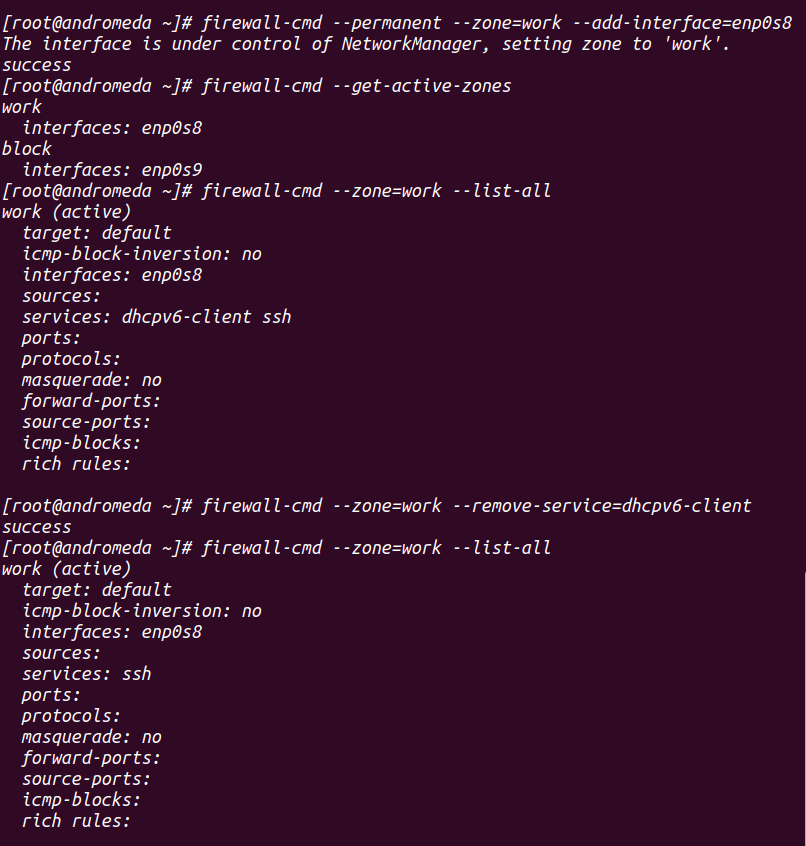 [root@andromeda ~]# firewall-cmd --permanent --zone=work --add-interface=enp0s8
The interface is under control of NetworkManager, setting zone to 'work'.
success
[root@andromeda ~]# firewall-cmd --get-active-zones
work
  interfaces: enp0s8
block
  interfaces: enp0s9
[root@andromeda ~]# firewall-cmd --zone=work --list-all
work (active)
  target: default
  icmp-block-inversion: no
  interfaces: enp0s8
  sources:
  services: dhcpv6-client ssh
  ports:
  protocols:
  masquerade: no
  forward-ports:
  source-ports:
  icmp-blocks:
  rich rules:

[root@andromeda ~]# firewall-cmd --zone=work --remove-service=dhcpv6-client
success
[root@andromeda ~]# firewall-cmd --zone=work --list-all
work (active)
  target: default
  icmp-block-inversion: no
  interfaces: enp0s8
  sources:
  services: ssh
  ports:
  protocols:
  masquerade: no
  forward-ports:
  source-ports:
  icmp-blocks:
  rich rules: